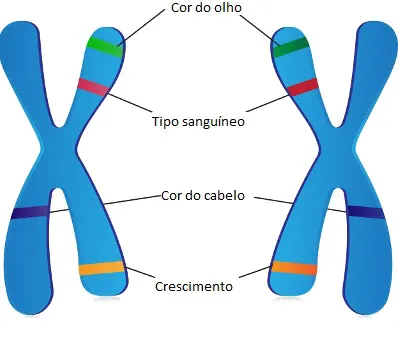 Cor do olho
Tipo sanguíneo
Cor do cabelo
Crescimento